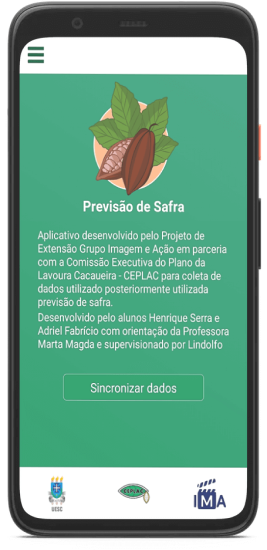 Previsão de Safra
Aplicativo desenvolvido pelo Projeto de
Extensão Grupo Imagem e Ação em parceria
com a Comissão Executiva do Plano da
Lavoura Cacaueira - CEPLAC para coleta de
dados utilizado posteriormente utilizada
previsão de safra.
Desenvolvido pelo alunos Henrique Serra e
Adriel Fabrício com orientação da Professora
Marta Magda e supervisionado por Lindolfo
Sincronizar dados
UESC
CEPLAC
IMA